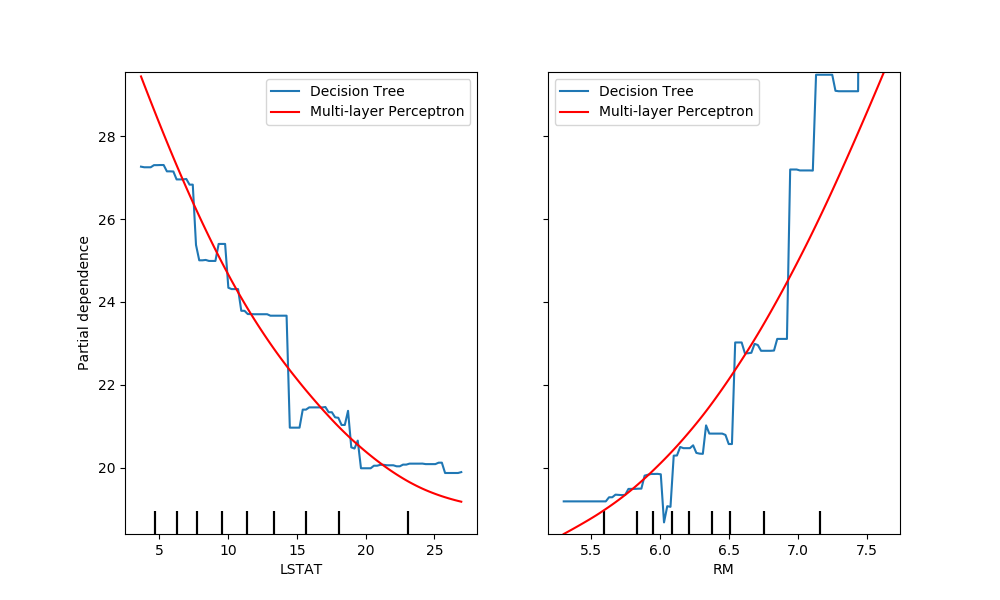 Decision Tree
Multi-layer Perceptron
Decision Tree
Multi-layer Perceptron
28
26
24
22
20
Partial dependence
5 10 15 20 25
LSTAT
5.5 6.0 6.5 7.0 7.5
RM